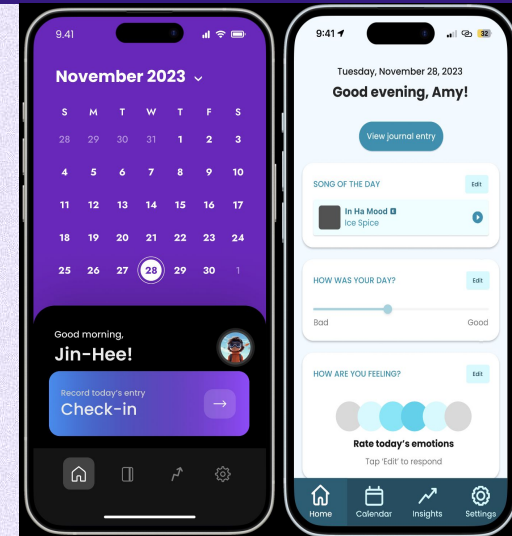 9.41
November 2023
S M T W T F S
28 29 30 31 1 2 3
4 5 6 7 8 9 10
11 12 13 14 15 16 17
18 19 20 21 22 23 24
25 26 27 28 29 30 1
Good morning,
Jin-Hee!
Record today's entry
Check-in
9:41
32
Tuesday, November 28, 2023
Good evening, Amy!
View journal entry
SONG OF THE DAY
Edit
In Ha Mood E
Ice Spice
HOW WAS YOUR DAY?
Edit
Bad
Good
HOW ARE YOU FEELING?
Edit
Rate today's emotions
Tap 'Edit' to respond
Home
Calendar
Insights
Settings